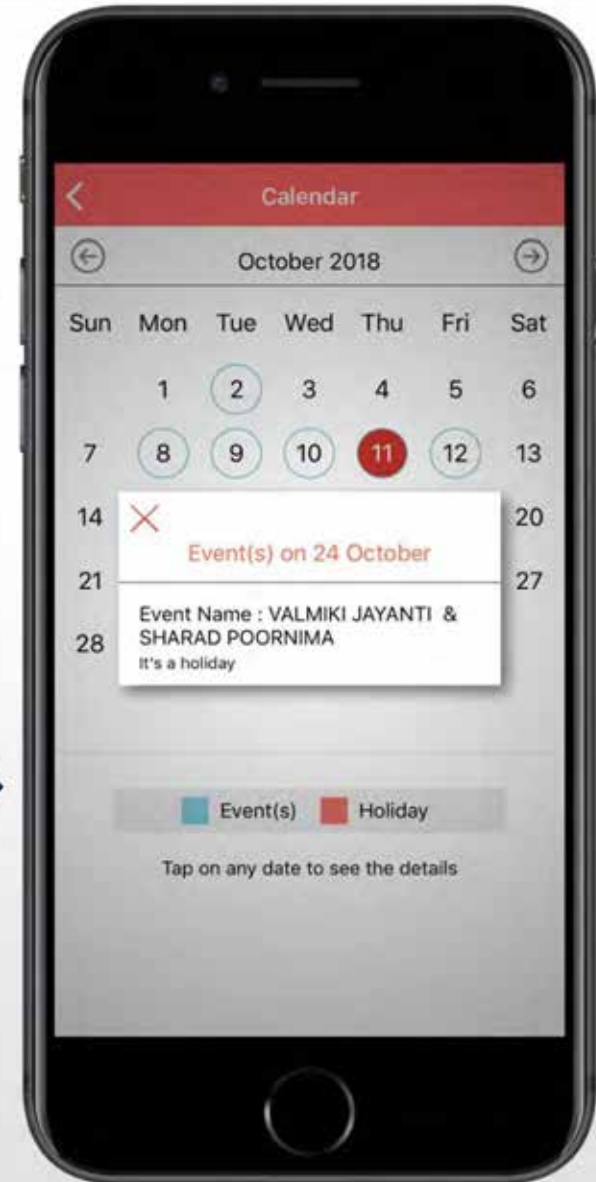 Calendar
October 2018
Sun Mon Tue Wed Thu Fri Sat
1 2 3 4 5 6
7 8 9 10 11 12 13
14 20
Event(s) on 24 October
21 27
Event Name : VALMIKI JAYANTI &
28 SHARAD POORNIMA
It's a holiday
Event(s) Holiday
Tap on any date to see the details